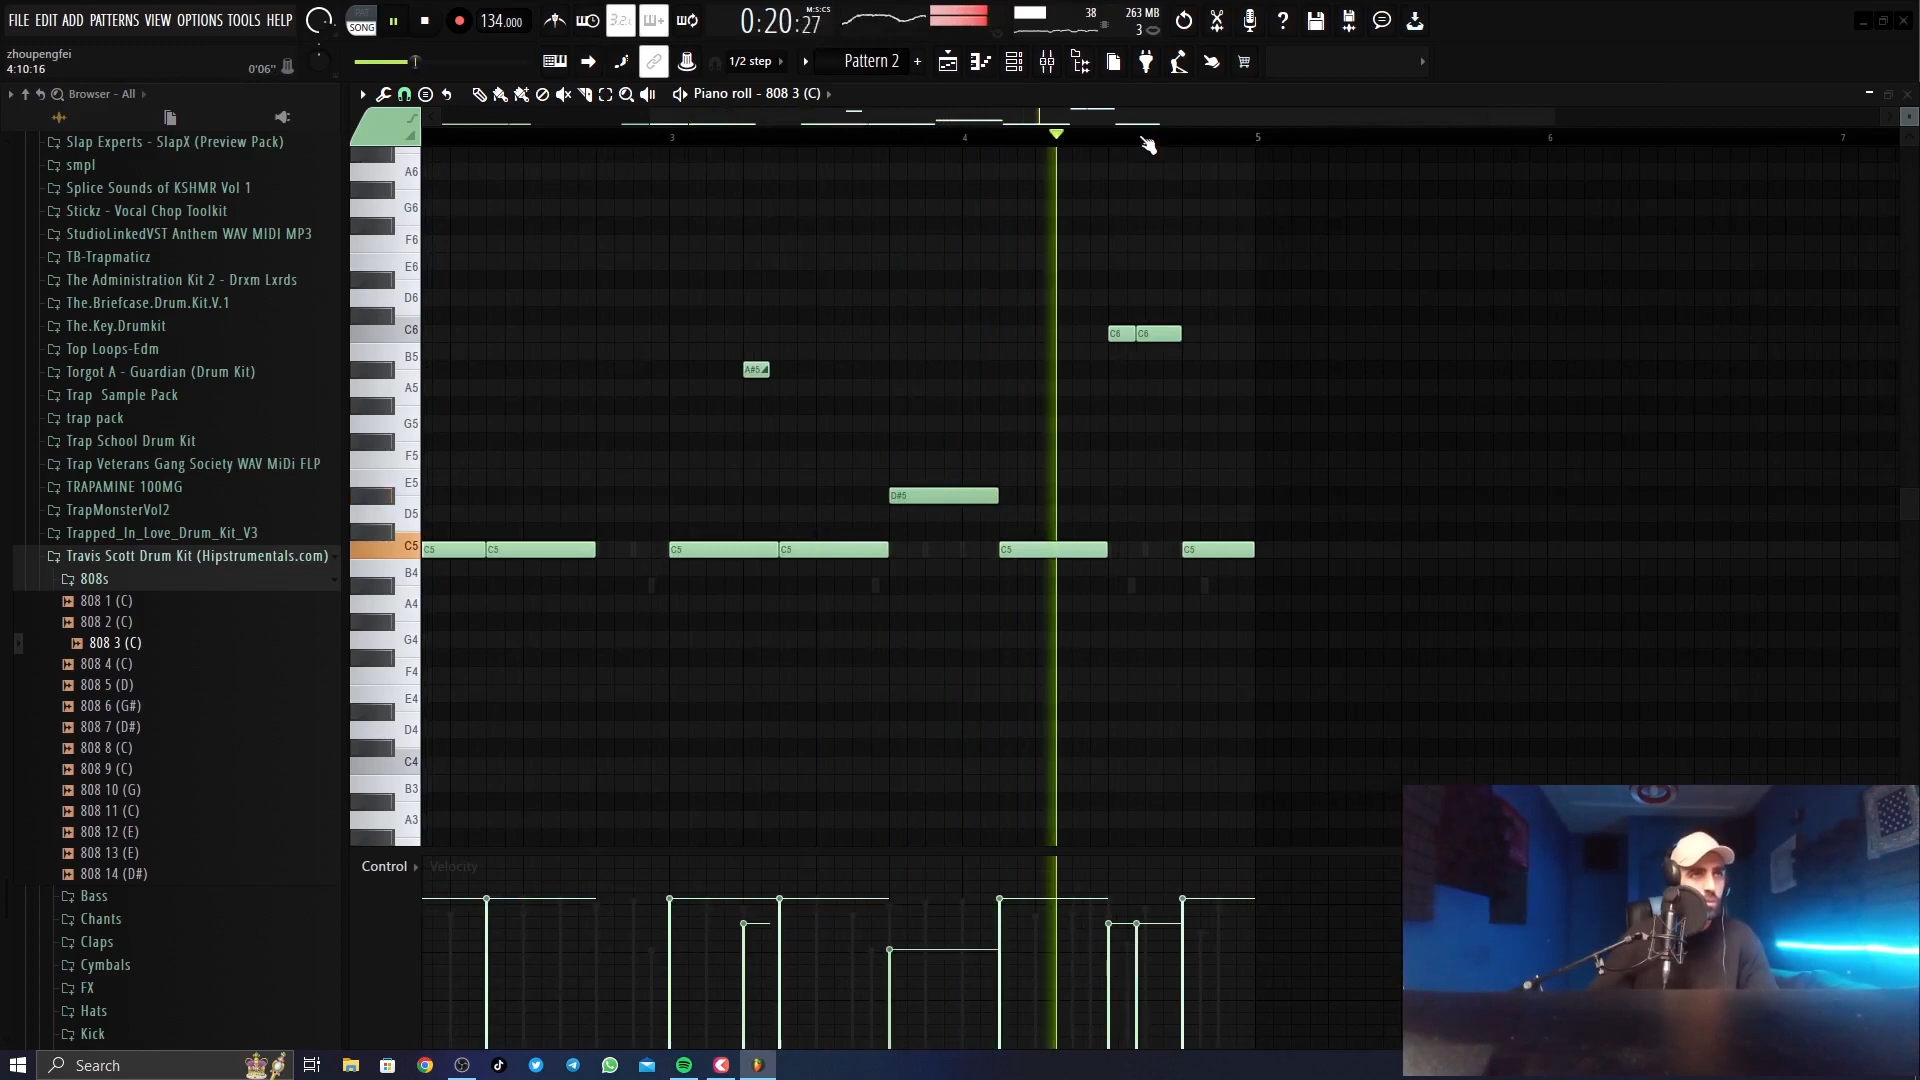 FILE EDIT ADD PATTERNS VIEW OPTIONS TOOLS HELP
PAT
SONG
134.000
3.2:
0:20:27
M:S:CS
38
263 MB
3
zhoupengfei
4:10:16
0'06"
1/2 step
Pattern 2
Browser - All
Piano roll - 808 3 (C)
3
4
5
6
7
Slap Experts - SlapX (Preview Pack)
smpl
Splice Sounds of KSHMR Vol 1
Stickz - Vocal Chop Toolkit
StudioLinkedVST Anthem WAV MIDI MP3
TB-Trapmaticz
The Administration Kit 2 - Drxm Lxrds
The.Briefcase.Drum.Kit.V.1
The.Key.Drumkit
Top Loops-Edm
Torgot A - Guardian (Drum Kit)
Trap Sample Pack
trap pack
Trap School Drum Kit
Trap Veterans Gang Society WAV MiDi FLP
TRAPAMINE 100MG
TrapMonsterVol2
Trapped_In_Love_Drum_Kit_V3
Travis Scott Drum Kit (Hipstrumentals.com)
808s
808 1 (C)
808 2 (C)
808 3 (C)
808 4 (C)
808 5 (D)
808 6 (G#)
808 7 (D#)
808 8 (C)
808 9 (C)
808 10 (G)
808 11 (C)
808 12 (E)
808 13 (E)
808 14 (D#)
Bass
Chants
Claps
Cymbals
FX
Hats
Kick
A6
G6
F6
E6
D6
C6
B5
A5
G5
F5
E5
D5
C5
B4
A4
G4
F4
E4
D4
C4
B3
A3
C6
C6
A#5
D#5
C5
C5
C5
C5
C5
C5
Control
Velocity
Search